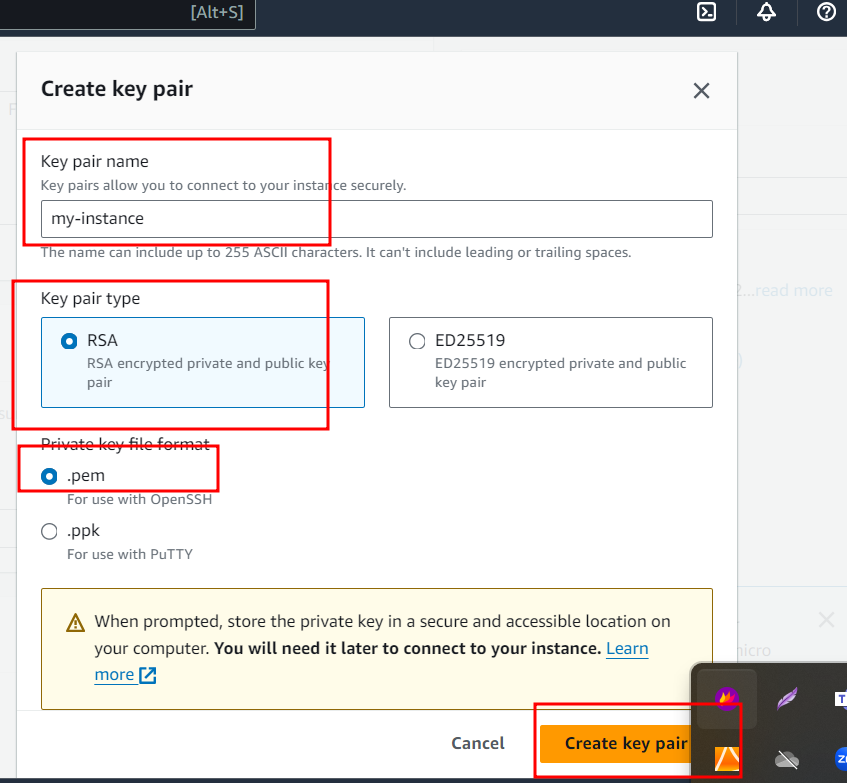 [Alt+S]
Create key pair
Key pair name
Key pairs allow you to connect to your instance securely.
my-instance
The name can include up to 255 ASCII characters. It can't include leading or trailing spaces.
Key pair type
RSA
RSA encrypted private and public key
pair
ED25519
ED25519 encrypted private and public
key pair
2...read more
Private key file format
.pem
For use with OpenSSH
.ppk
For use with PuTTY
When prompted, store the private key in a secure and accessible location on
your computer. You will need it later to connect to your instance. Learn
more
micro
Cancel
Create key pair